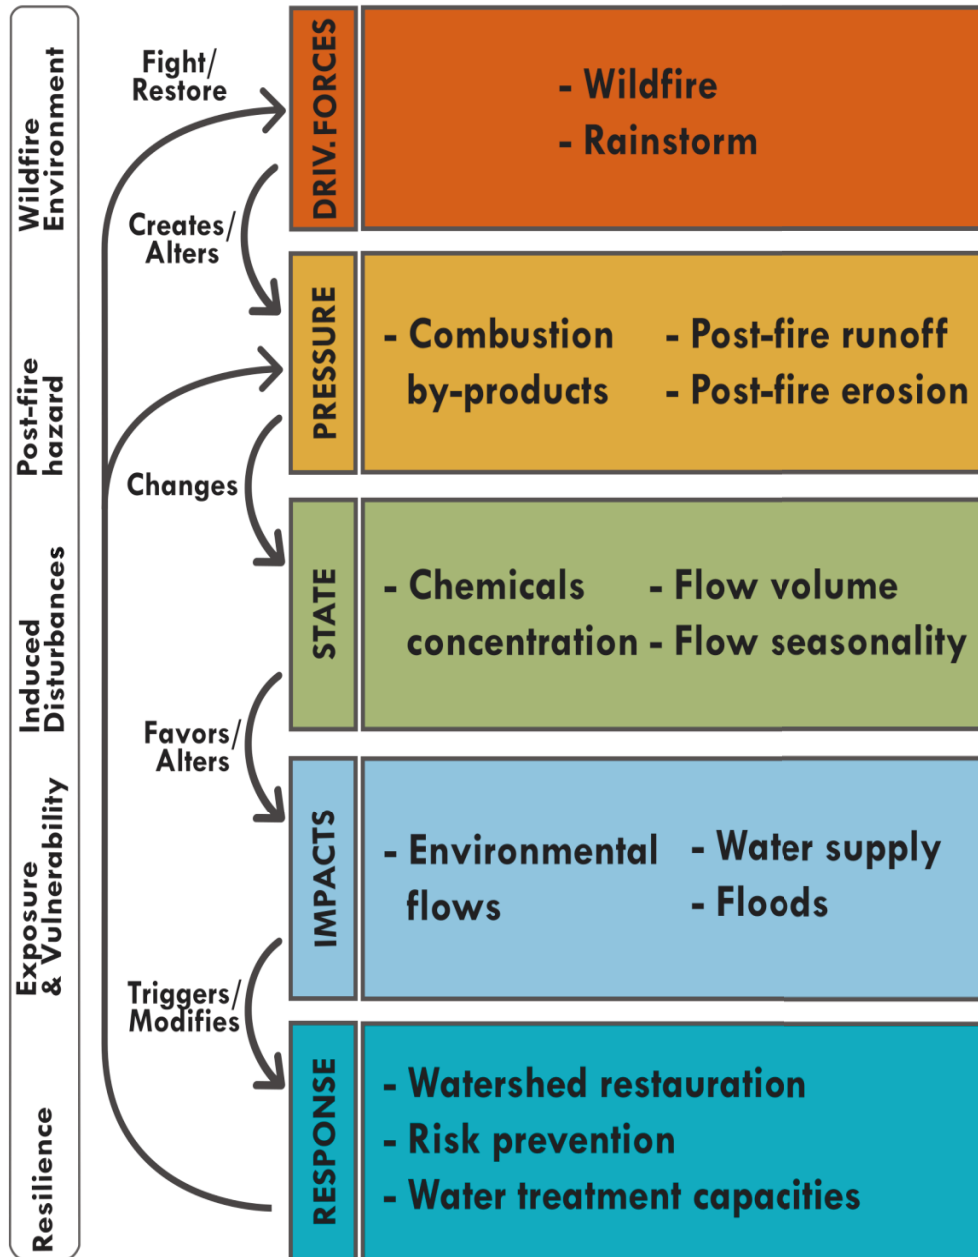 Wildfire
Environment
Post-fire
hazard
Induced
Disturbances
Exposure
& Vulnerability
Resilience
Fight/
Restore
Creates/
Alters
Changes
Favors/
Alters
Triggers/
Modifies
DRIV.FORCES
- Wildfire
- Rainstorm
PRESSURE
- Combustion
by-products
- Post-fire runoff
- Post-fire erosion
STATE
- Chemicals
concentration
- Flow volume
- Flow seasonality
IMPACTS
- Environmental
flows
- Water supply
- Floods
RESPONSE
- Watershed restauration
- Risk prevention
- Water treatment capacities